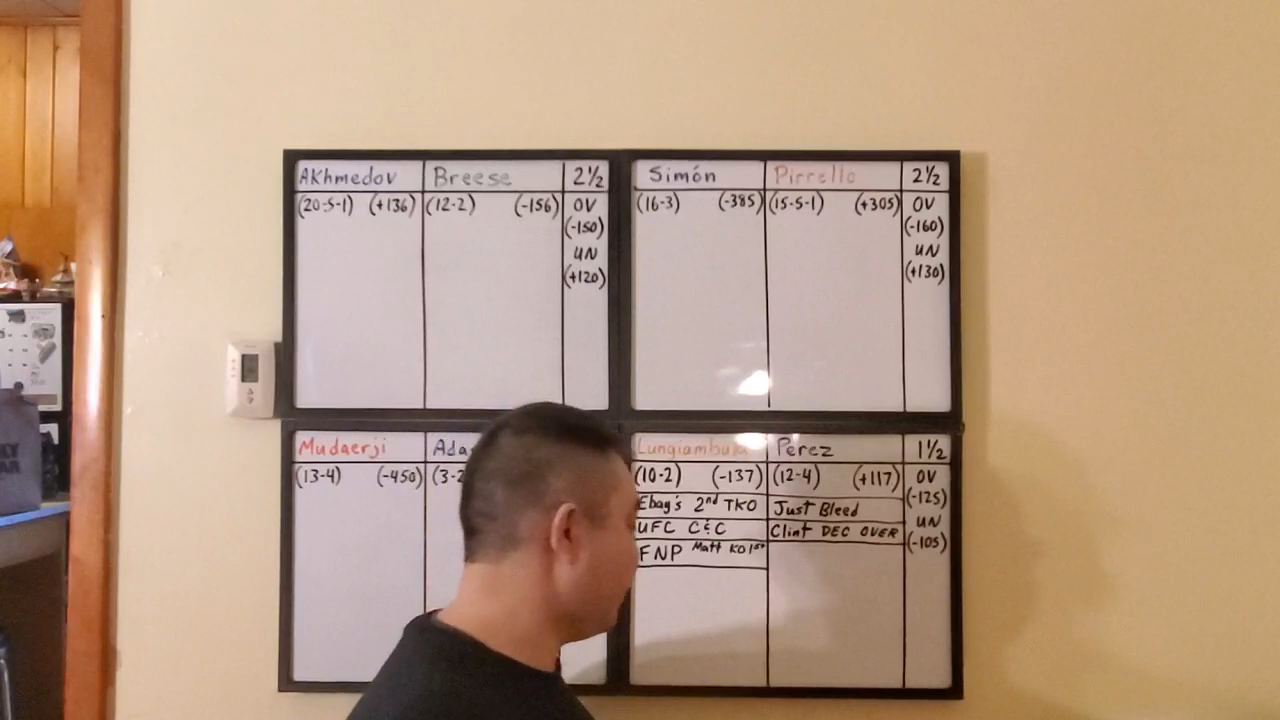 Akhmedov Breese 2½
(20-5-1) (+136) (12-2) (-156) OV
(-150)
UN
(+120)
Simón Pirrello 2½
(16-3) (-385) (15-5-1) (+305) OV
(-160)
UN
(+130)
Mudaerji
(13-4) (-450)
Lungiambula Perez 1½
(10-2) (-137) (12-4) (+117) OV
(-125)
UN
(-105)
Ebag's 2nd TKO Just Bleed
UFC C&C Clint DEC OVER
FNP Matt KO 1st